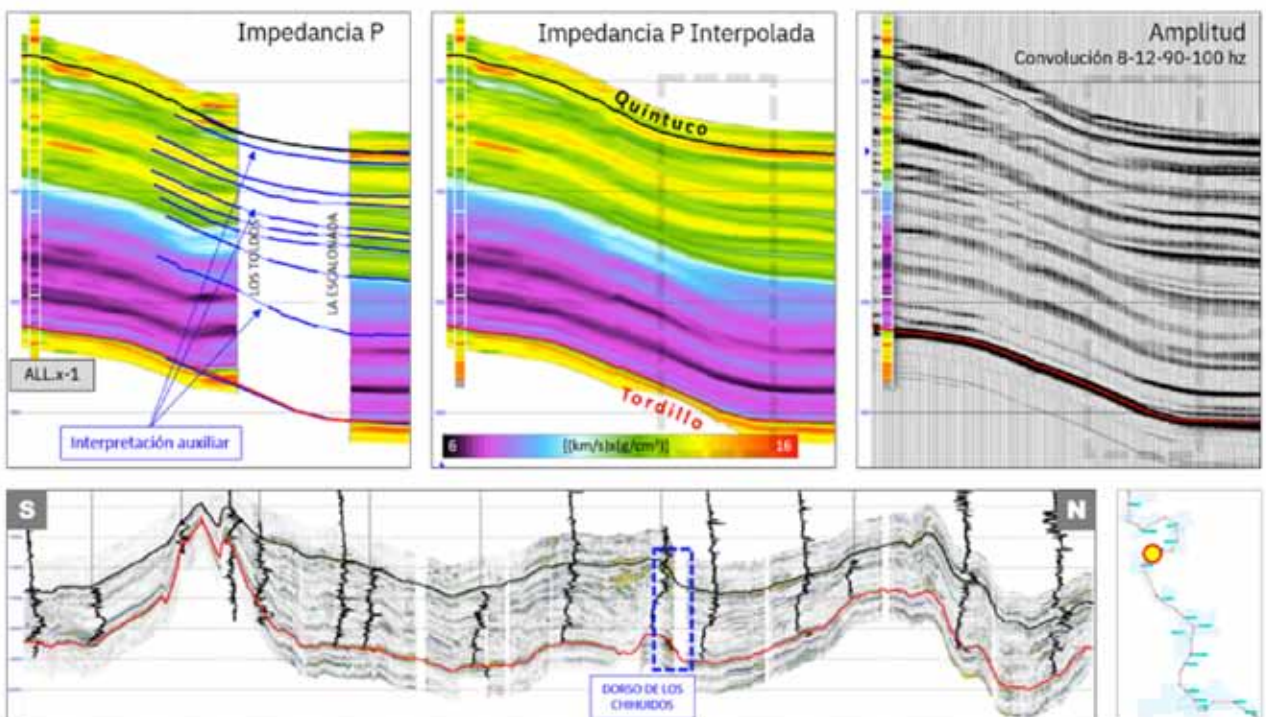 Impedancia P
LOS TOLDOS
LA ESCALONADA
ALL.x-1
Interpretación auxiliar
Impedancia P Interpolada
Quintuco
Tordillo
6
[(km/s)x(g/cm³)]
16
Amplitud
Convolución 8-12-90-100 hz
S
N
DORSO DE LOS
CHIHUIDOS